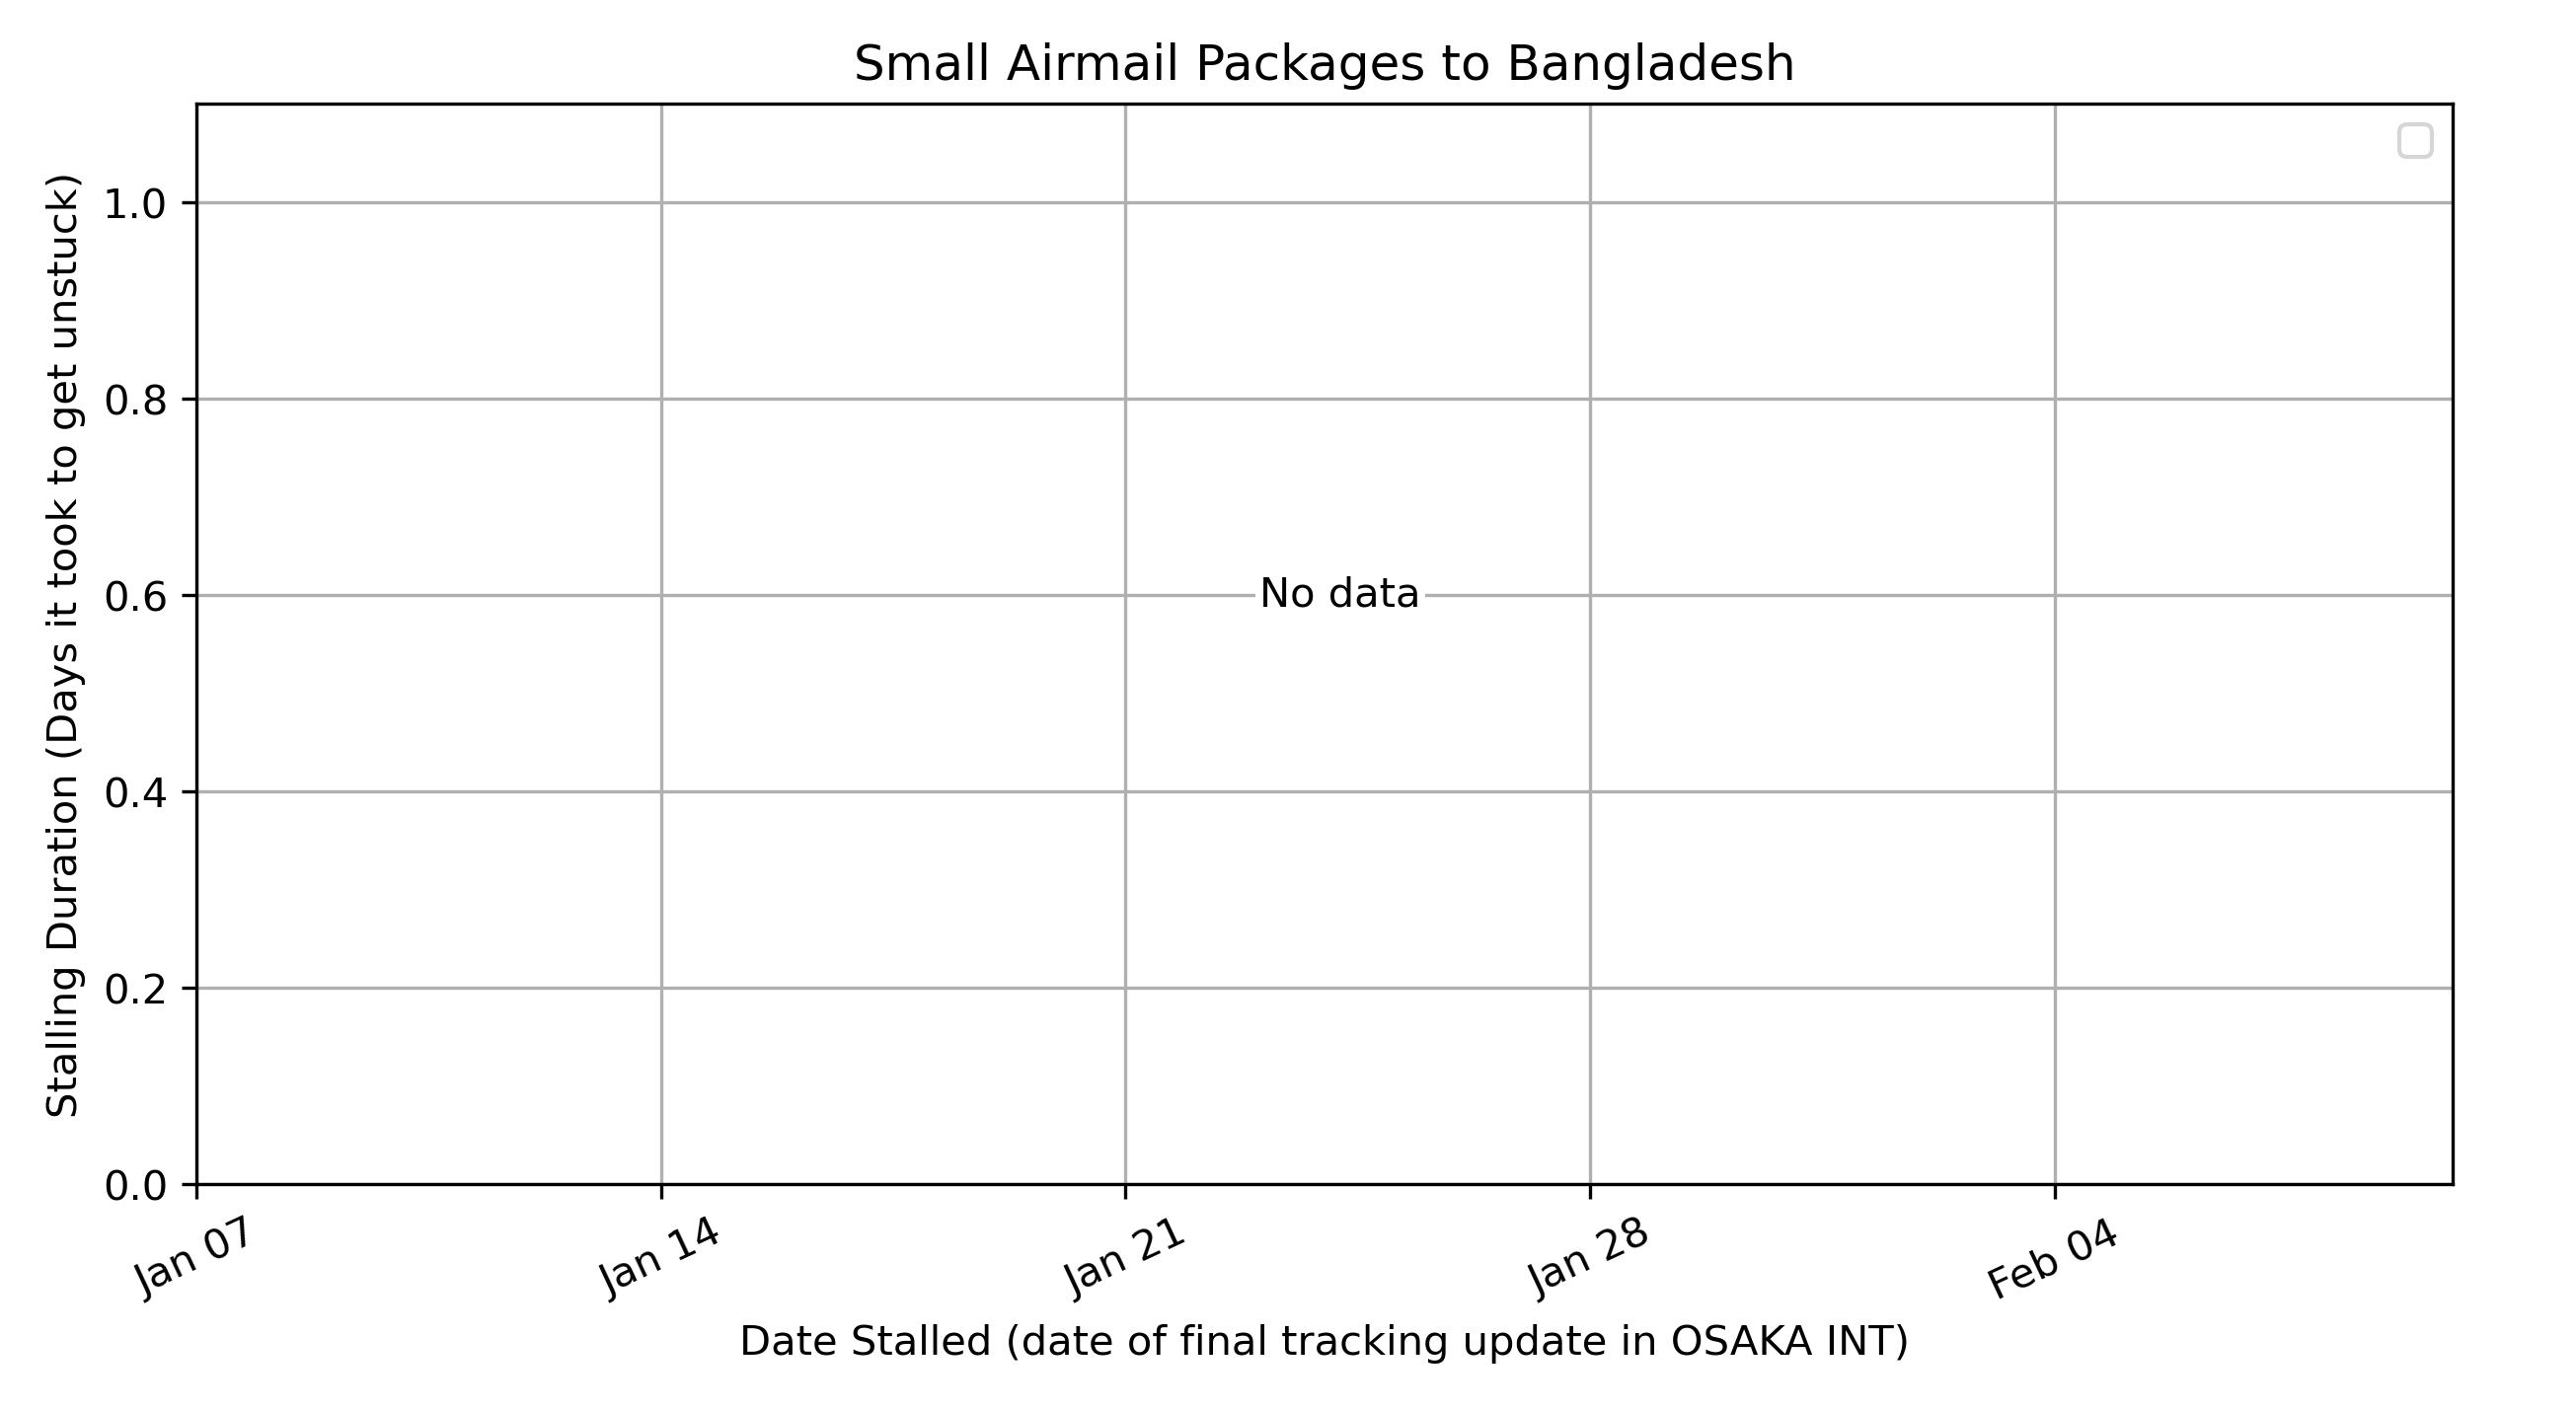 Small Airmail Packages to Bangladesh
Stalling Duration (Days it took to get unstuck)
1.0
0.8
0.6
0.4
0.2
0.0
No data
Jan 07
Jan 14
Jan 21
Jan 28
Feb 04
Date Stalled (date of final tracking update in OSAKA INT)